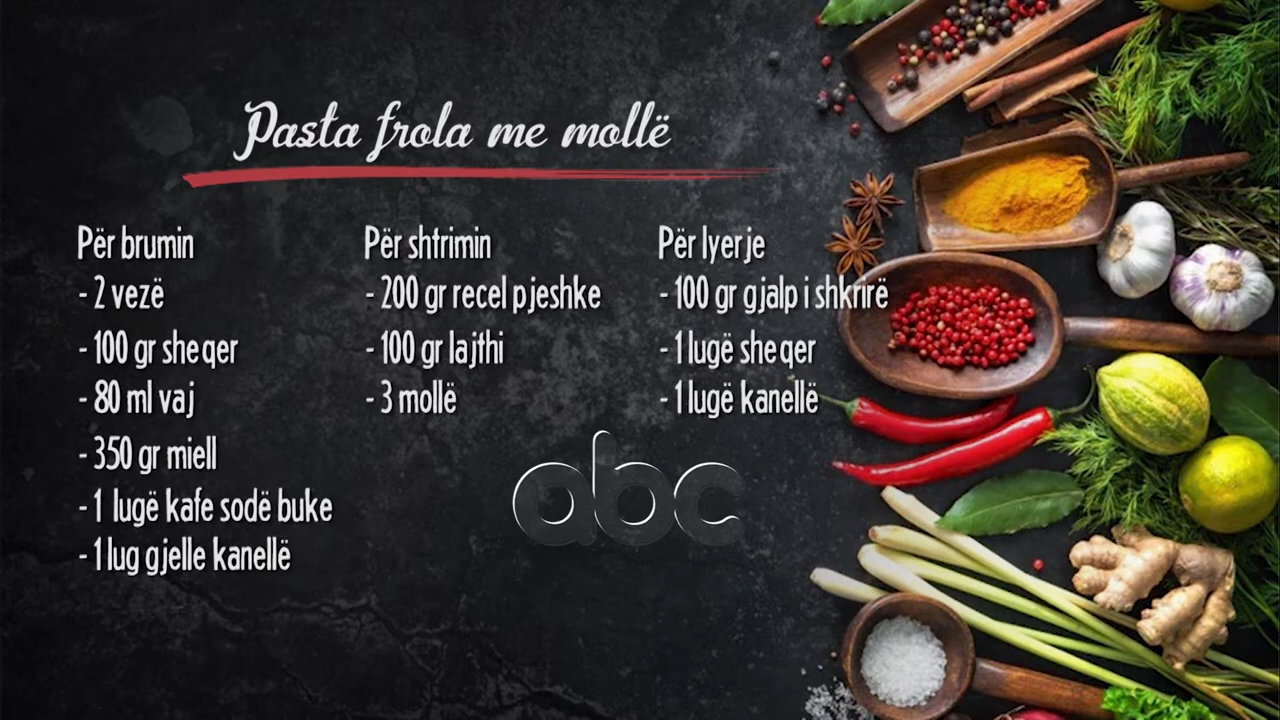 Pasta frola me mollë
Për brumin
- 2 vezë
- 100 gr sheqer
- 80 ml vaj
- 350 gr miell
- 1 lugë kafe sodë buke
- 1 lug gjelle kanellë
Për shtrimin
- 200 gr recel pjeshke
- 100 gr lajthi
- 3 mollë
Për lyerje
- 100 gr gjalp i shkrirë
- 1 lugë sheqer
- 1 lugë kanellë
abc